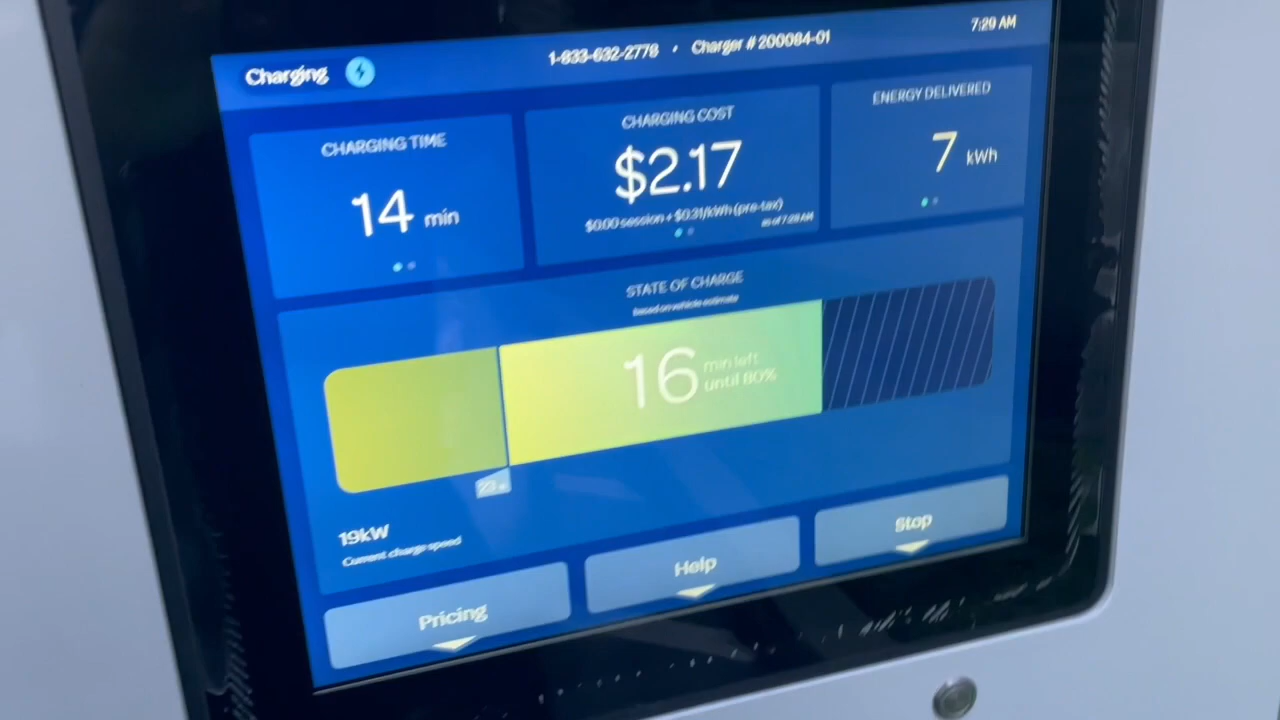 Charging
1-833-632-2778 • Charger # 200084-01
7:29 AM
CHARGING TIME
14 min
CHARGING COST
$2.17
$0.00 session + $0.31/kWh (pre-tax)
as of 7:28 AM
ENERGY DELIVERED
7 kWh
STATE OF CHARGE
based on vehicle estimate
16 min left
until 80%
19kW
Current charge speed
Pricing
Help
Stop